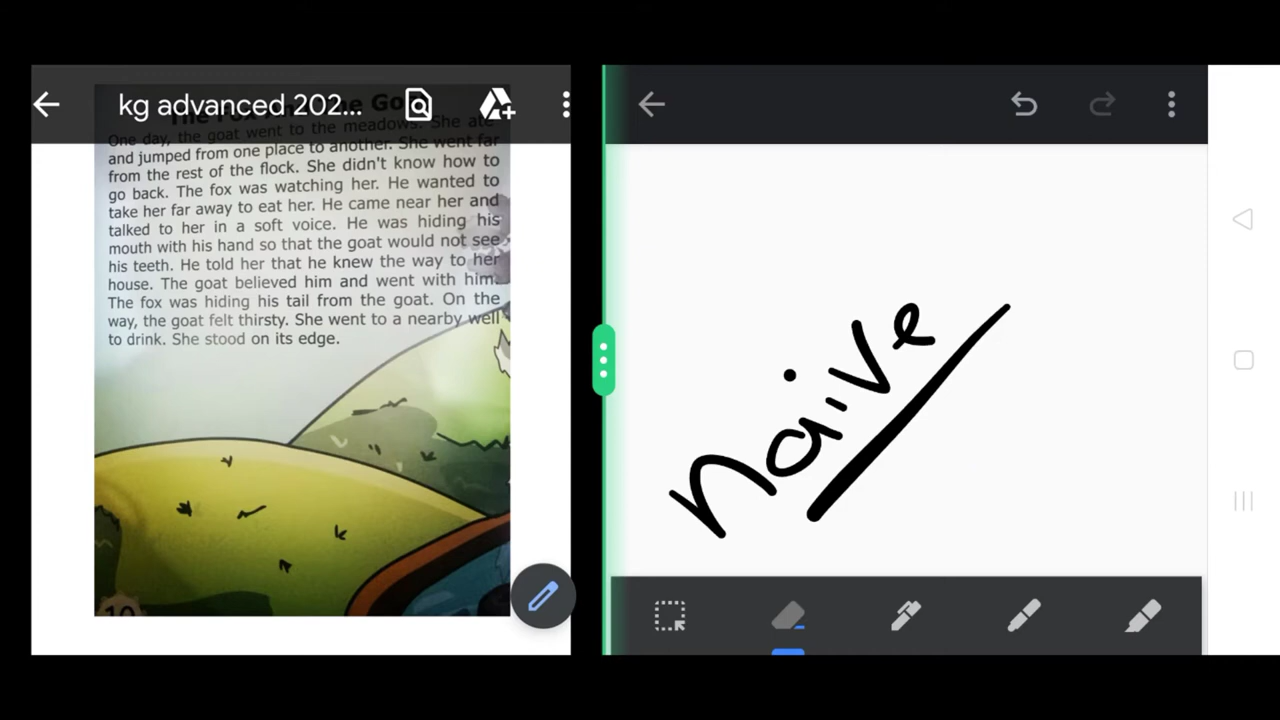 kg advanced 202...
The Fox And The Go
One day, the goat went to the meadows. She ate
and jumped from one place to another. She went far
from the rest of the flock. She didn't know how to
go back. The fox was watching her. He wanted to
take her far away to eat her. He came near her and
talked to her in a soft voice. He was hiding his
mouth with his hand so that the goat would not see
his teeth. He told her that he knew the way to her
house. The goat believed him and went with him.
The fox was hiding his tail from the goat. On the
way, the goat felt thirsty. She went to a nearby well
to drink. She stood on its edge.
10
naive